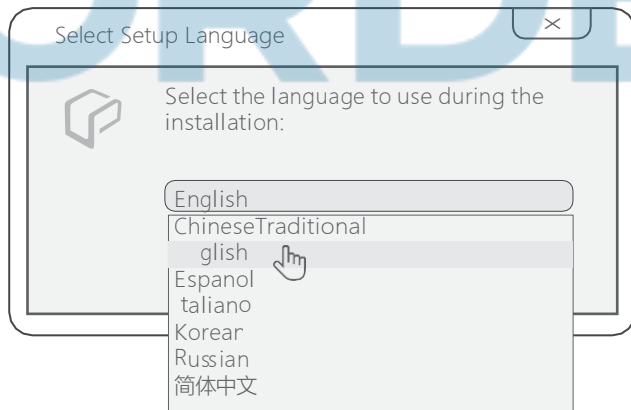 Select Setup Language
Select the language to use during the
installation:
English
ChineseTraditional
glish
Espanol
taliano
Korear
Russian
简体中文